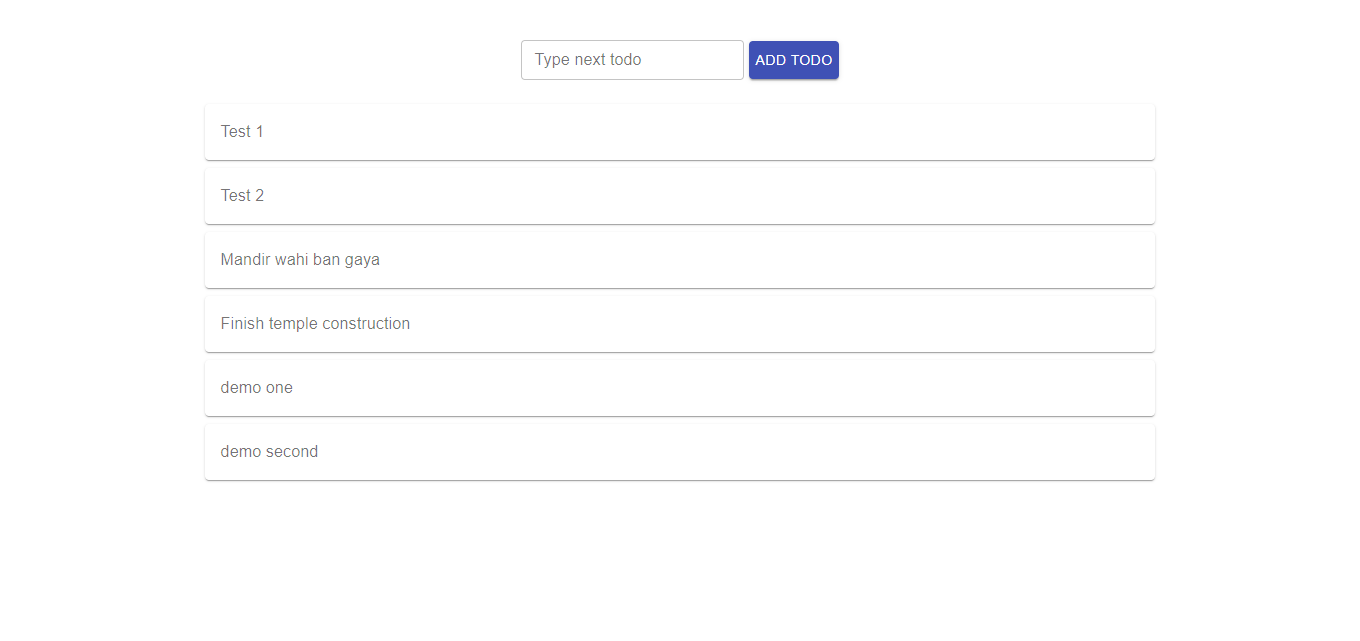 Type next todo
ADD TODO
Test 1
Test 2
Mandir wahi ban gaya
Finish temple construction
demo one
demo second